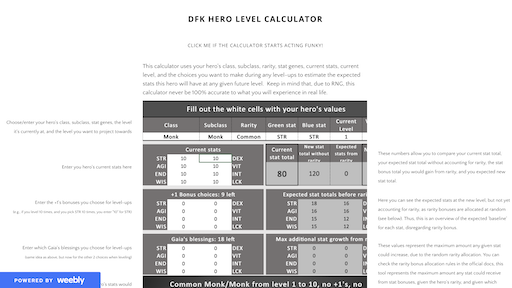 DFK HERO LEVEL CALCULATOR
CLICK ME IF THE CALCULATOR STARTS ACTING FUNKY!
This calculator uses your hero's class, subclass, rarity, stat genes, current stats, current
level, and the choices you want to make during any level-ups to estimate the expected
stats this hero will have at any given future level.  Keep in mind that, due to RNG, this
calculator never be 100% accurate to what you will experience in real life.
Fill out the white cells with your hero's values
Class Subclass Rarity Green stat Blue stat Current Level
Monk Monk Common STR STR 1
Choose/enter your hero's class, subclass, stat genes, the level
it's currently at, and the level you want to project towards
Enter you hero's current stats here
Current stats
STR 10 10 DEX
AGI 10 10 VIT
END 10 10 INT
WIS 10 10 LCK
Current stat total
New stat total without rarity
Expected stats from rarity
80 120 0
Enter the +1 bonuses you choose for level-ups
+1 Bonus choices: 9 left
STR 0 0 DEX
AGI 0 0 VIT
END 0 0 INT
WIS 0 0 LCK
Expected stat totals before rari
STR 18 16
AGI 16 16
END
WIS
Enter which Gaia's blessings you choose for level-ups
Gaia's blessings: 18 left
STR 0 0 DEX
AGI 0 0 VIT
END 0 0 INT
WIS 0 0 LCK
Max additional stat growth from r
STR 0 0
AGI 0 0
END 0 0
WIS 0 0
Common Monk/Monk from level 1 to 10, no +1's, no
These numbers allow you to compare your current stat total,
your expected stat total without accounting for rarity, the stat
bonus total you would gain from rarity, and you expected new
stat total.
Here you can see the expected stats at the new level, but not yet
accounting for rarity, as rarity bonuses are allocated at random
(see below). Thus, this is an overview of the expected 'baseline'
for each stat, disregarding rarity bonus.
These values represent the maximum any given stat
could increase, due to the random rarity allocation. You can
check the rarity bonus allocation rules in the official docs. this
tool represents the maximum amount any stat could receive
from stat bonuses, given the hero's rarity, and given which
POWERED BY weebly